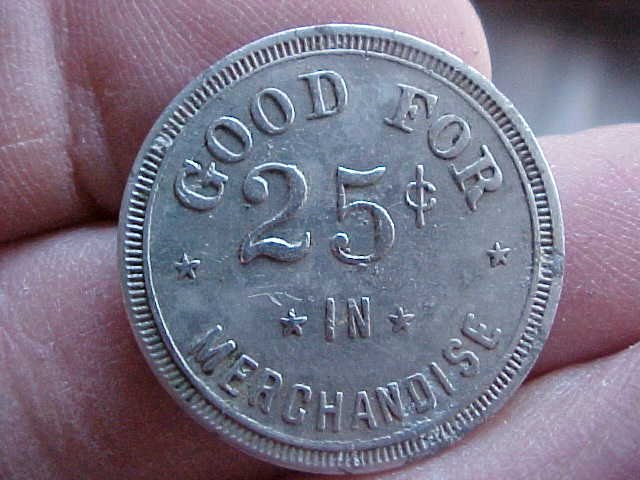 GOOD FOR
25¢
IN
MERCHANDISE